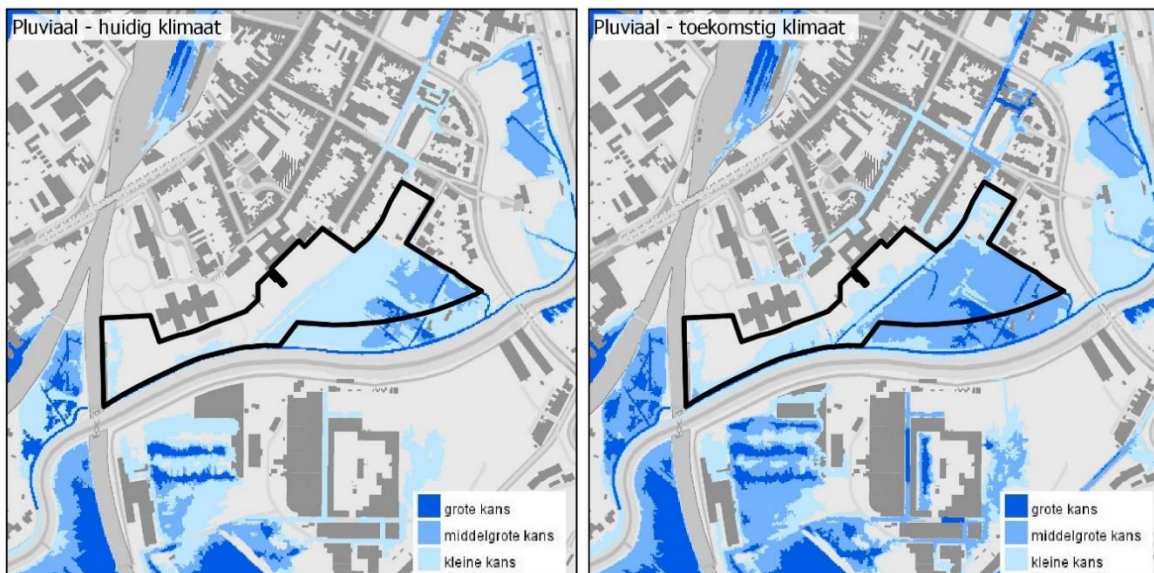 Pluviaal - huidig klimaat
grote kans
middelgrote kans
kleine kans
Pluviaal - toekomstig klimaat
grote kans
middelgrote kans
kleine kans